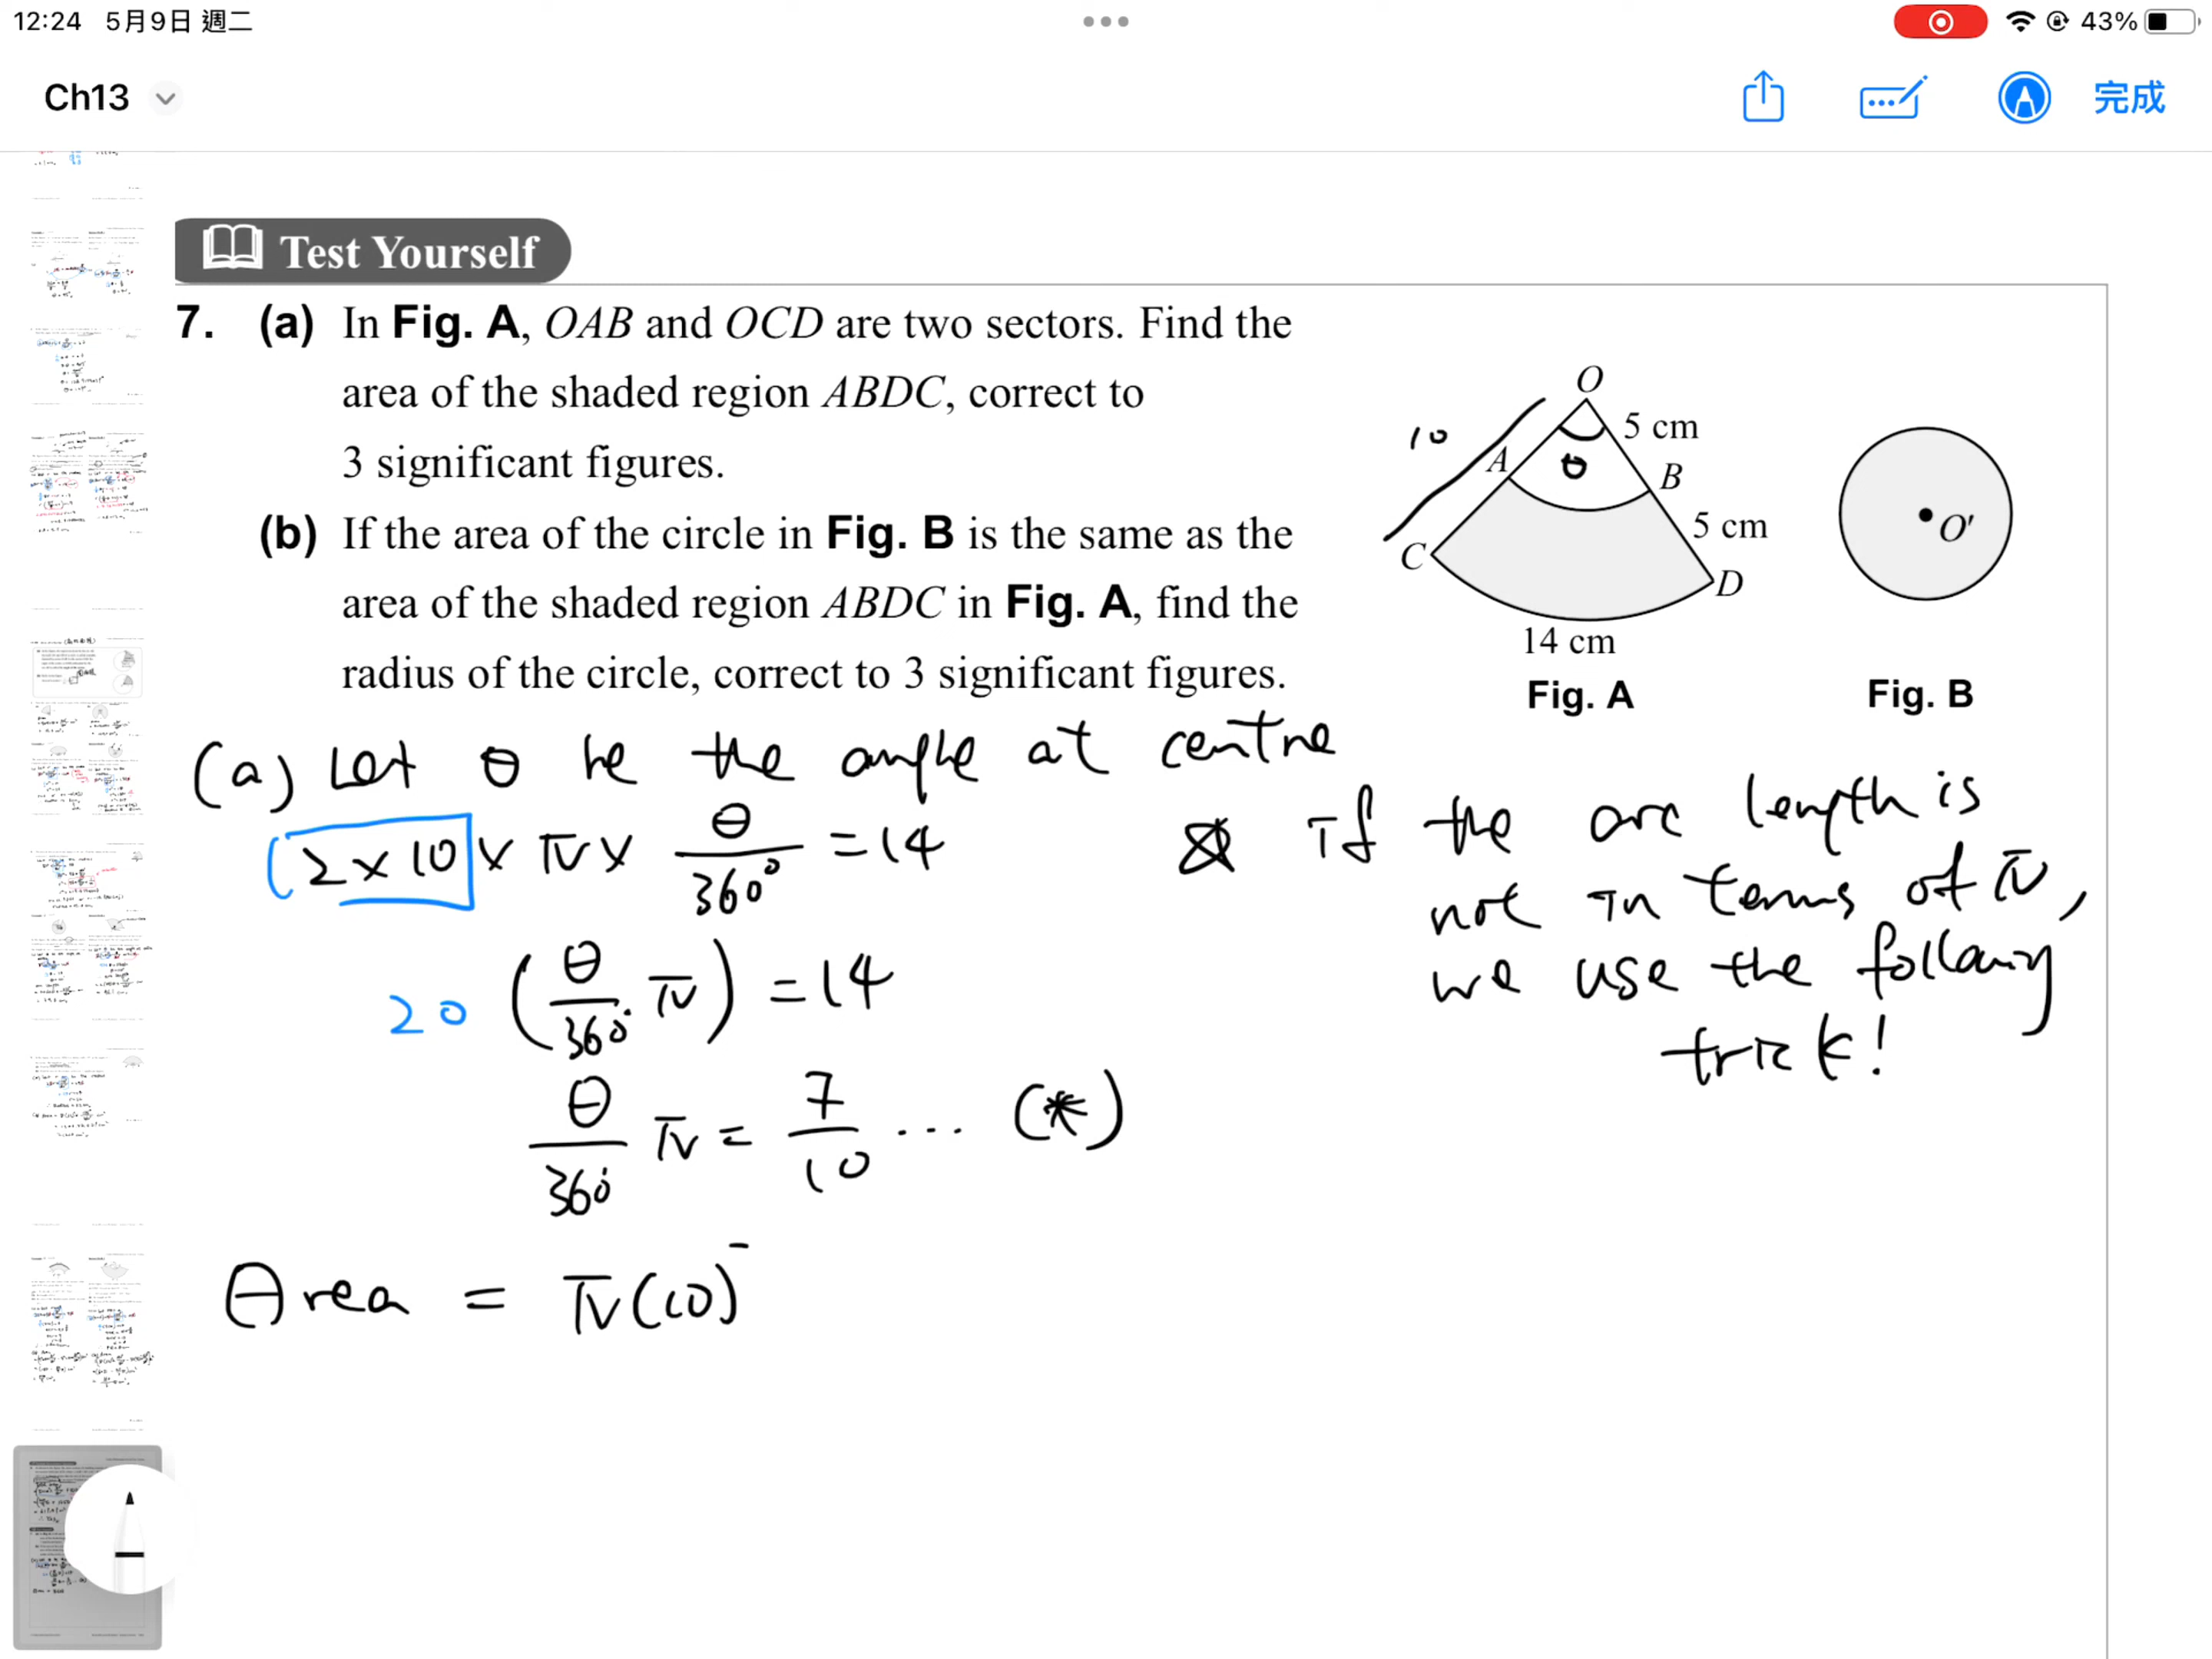 12:24 5月9日 週二
43%
Ch13
完成
Test Yourself
7. (a) In Fig. A, OAB and OCD are two sectors. Find the
area of the shaded region ABDC, correct to
3 significant figures.
(b) If the area of the circle in Fig. B is the same as the
area of the shaded region ABDC in Fig. A, find the
radius of the circle, correct to 3 significant figures.
O
5 cm
10
A
θ
B
5 cm
C
D
14 cm
Fig. A
O'
Fig. B
(a) Let θ be the angle at centre
(2 × 10 × π × θ/360° = 14
20 (θ/360° π) = 14
θ/360° π = 7/10 ... (*)
Area = π(10)
If the arc length is
not in terms of π,
we use the following
trick!